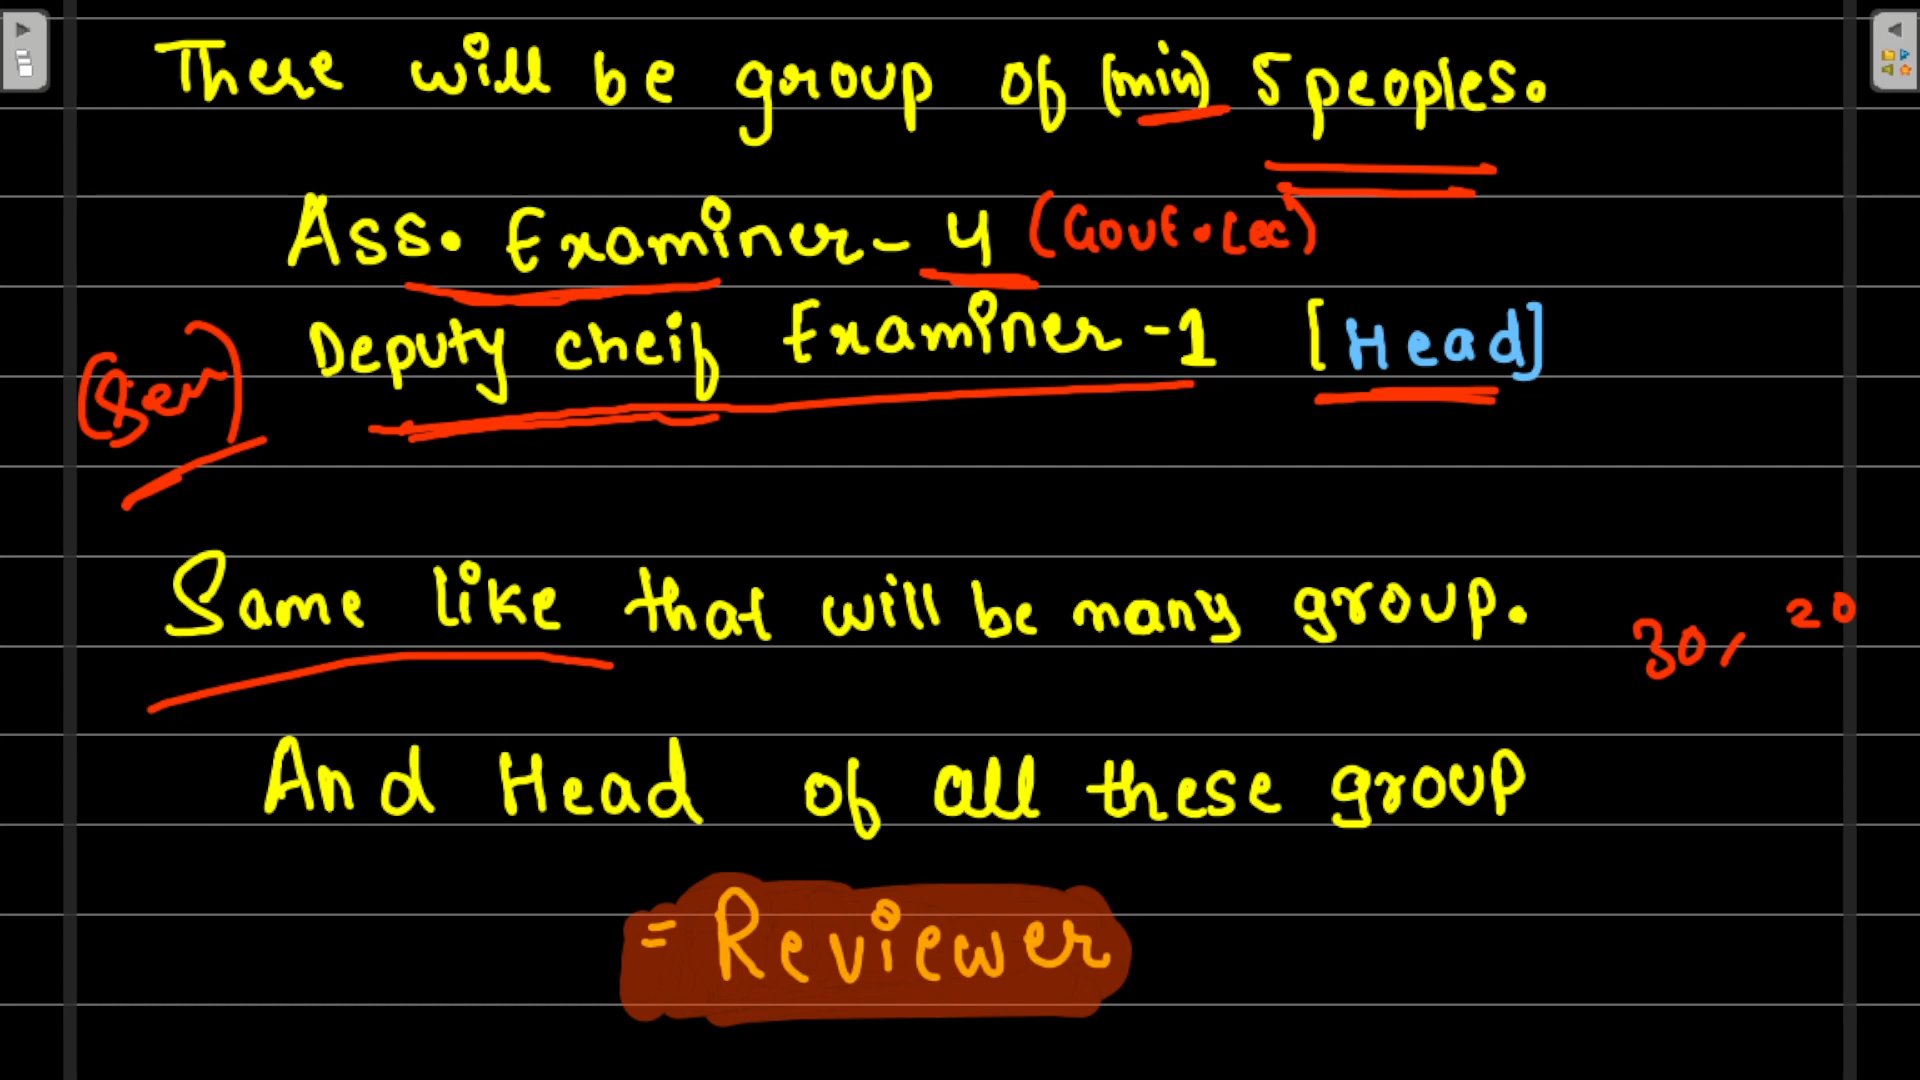 There will be group of (min) 5 peoples.
Ass. Examiner - 4 (Govt. Lec)
(Sen) Deputy cheif Examiner - 1 [Head]
Same like that will be many group. 30, 20
And Head of all these group
= Reviewer